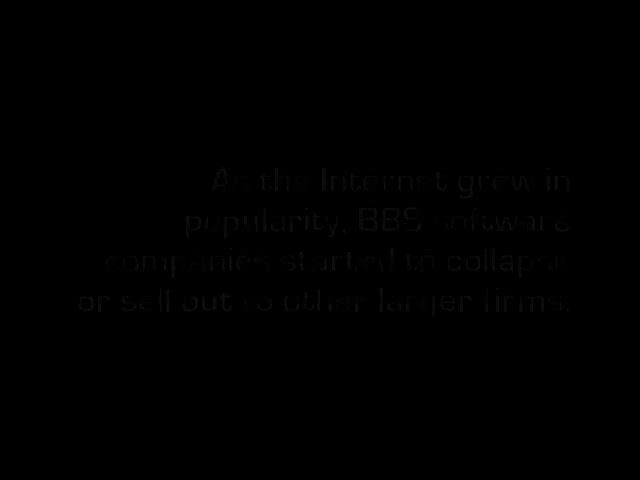 As the Internet grew in
popularity, BBS software
companies started to collapse
or sell out to other larger firms.